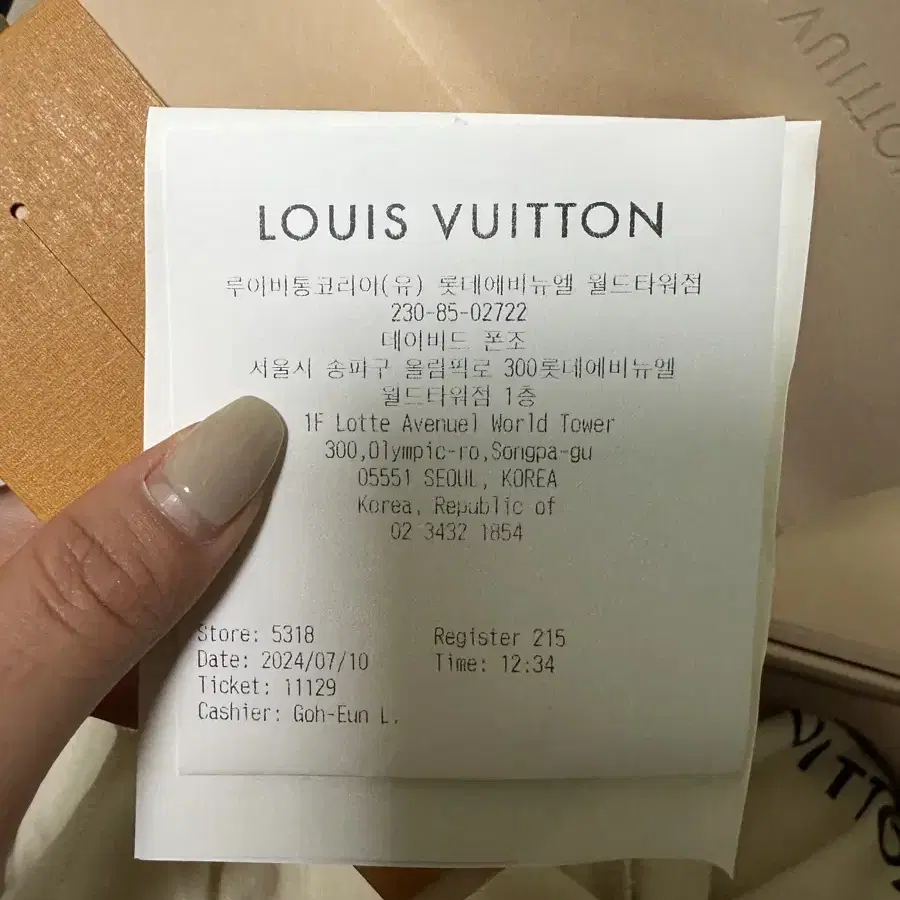 LOUIS VUITTON
루이비통코리아(유) 롯데에비뉴엘 월드타워점
230-85-02722
데이비드 폰조
서울시 송파구 올림픽로 300롯데에비뉴엘
월드타워점 1층
1F Lotte Avenuel World Tower
300,Olympic-ro,Songpa-gu
05551 SEOUL, KOREA
Korea, Republic of
02 3432 1854
Store: 5318 Register 215
Date: 2024/07/10 Time: 12:34
Ticket: 11129
Cashier: Goh-Eun L.